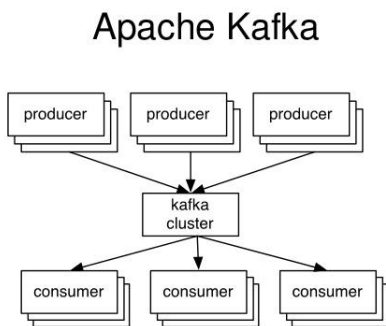 Apache Kafka
producer
producer
producer
kafka
cluster
consumer
consumer
consumer